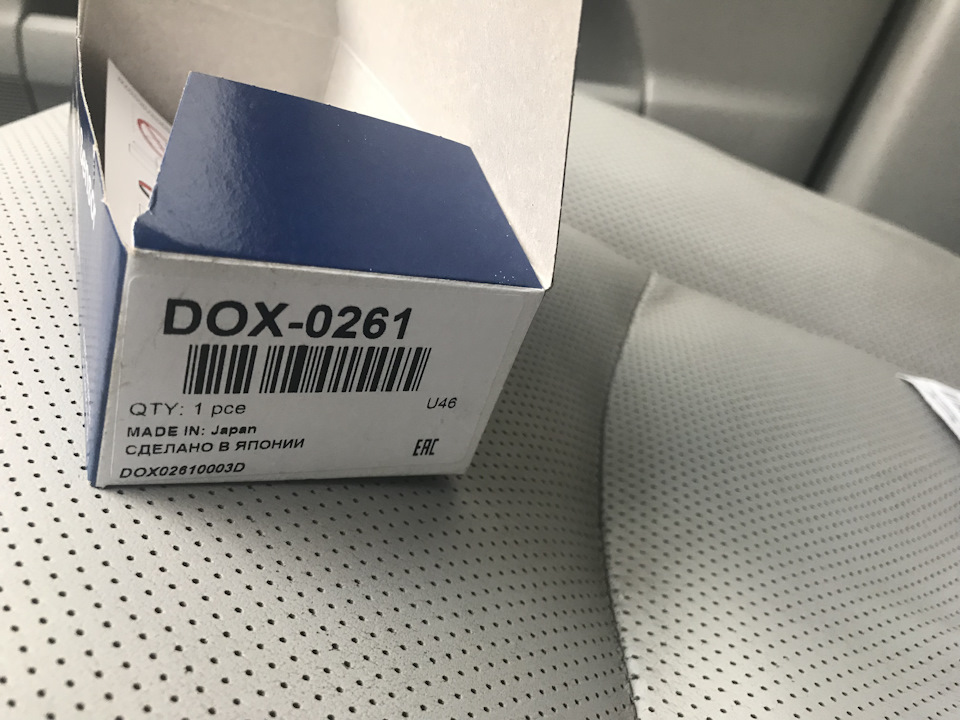 DOX-0261
QTY: 1 pce
U46
MADE IN: Japan
СДЕЛАНО В ЯПОНИИ
EAC
DOX02610003D